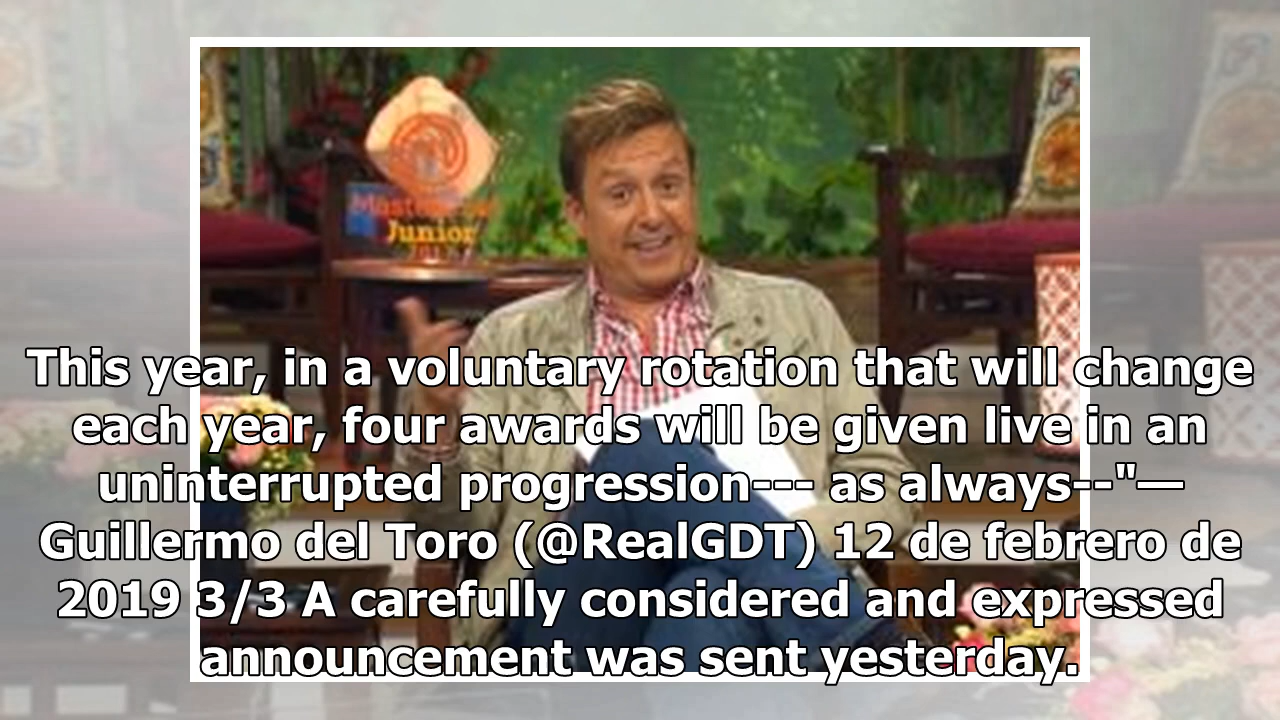 MasterChef
Junior
This year, in a voluntary rotation that will change
each year, four awards will be given live in an
uninterrupted progression--- as always--"—
Guillermo del Toro (@RealGDT) 12 de febrero de
2019 3/3 A carefully considered and expressed
announcement was sent yesterday.